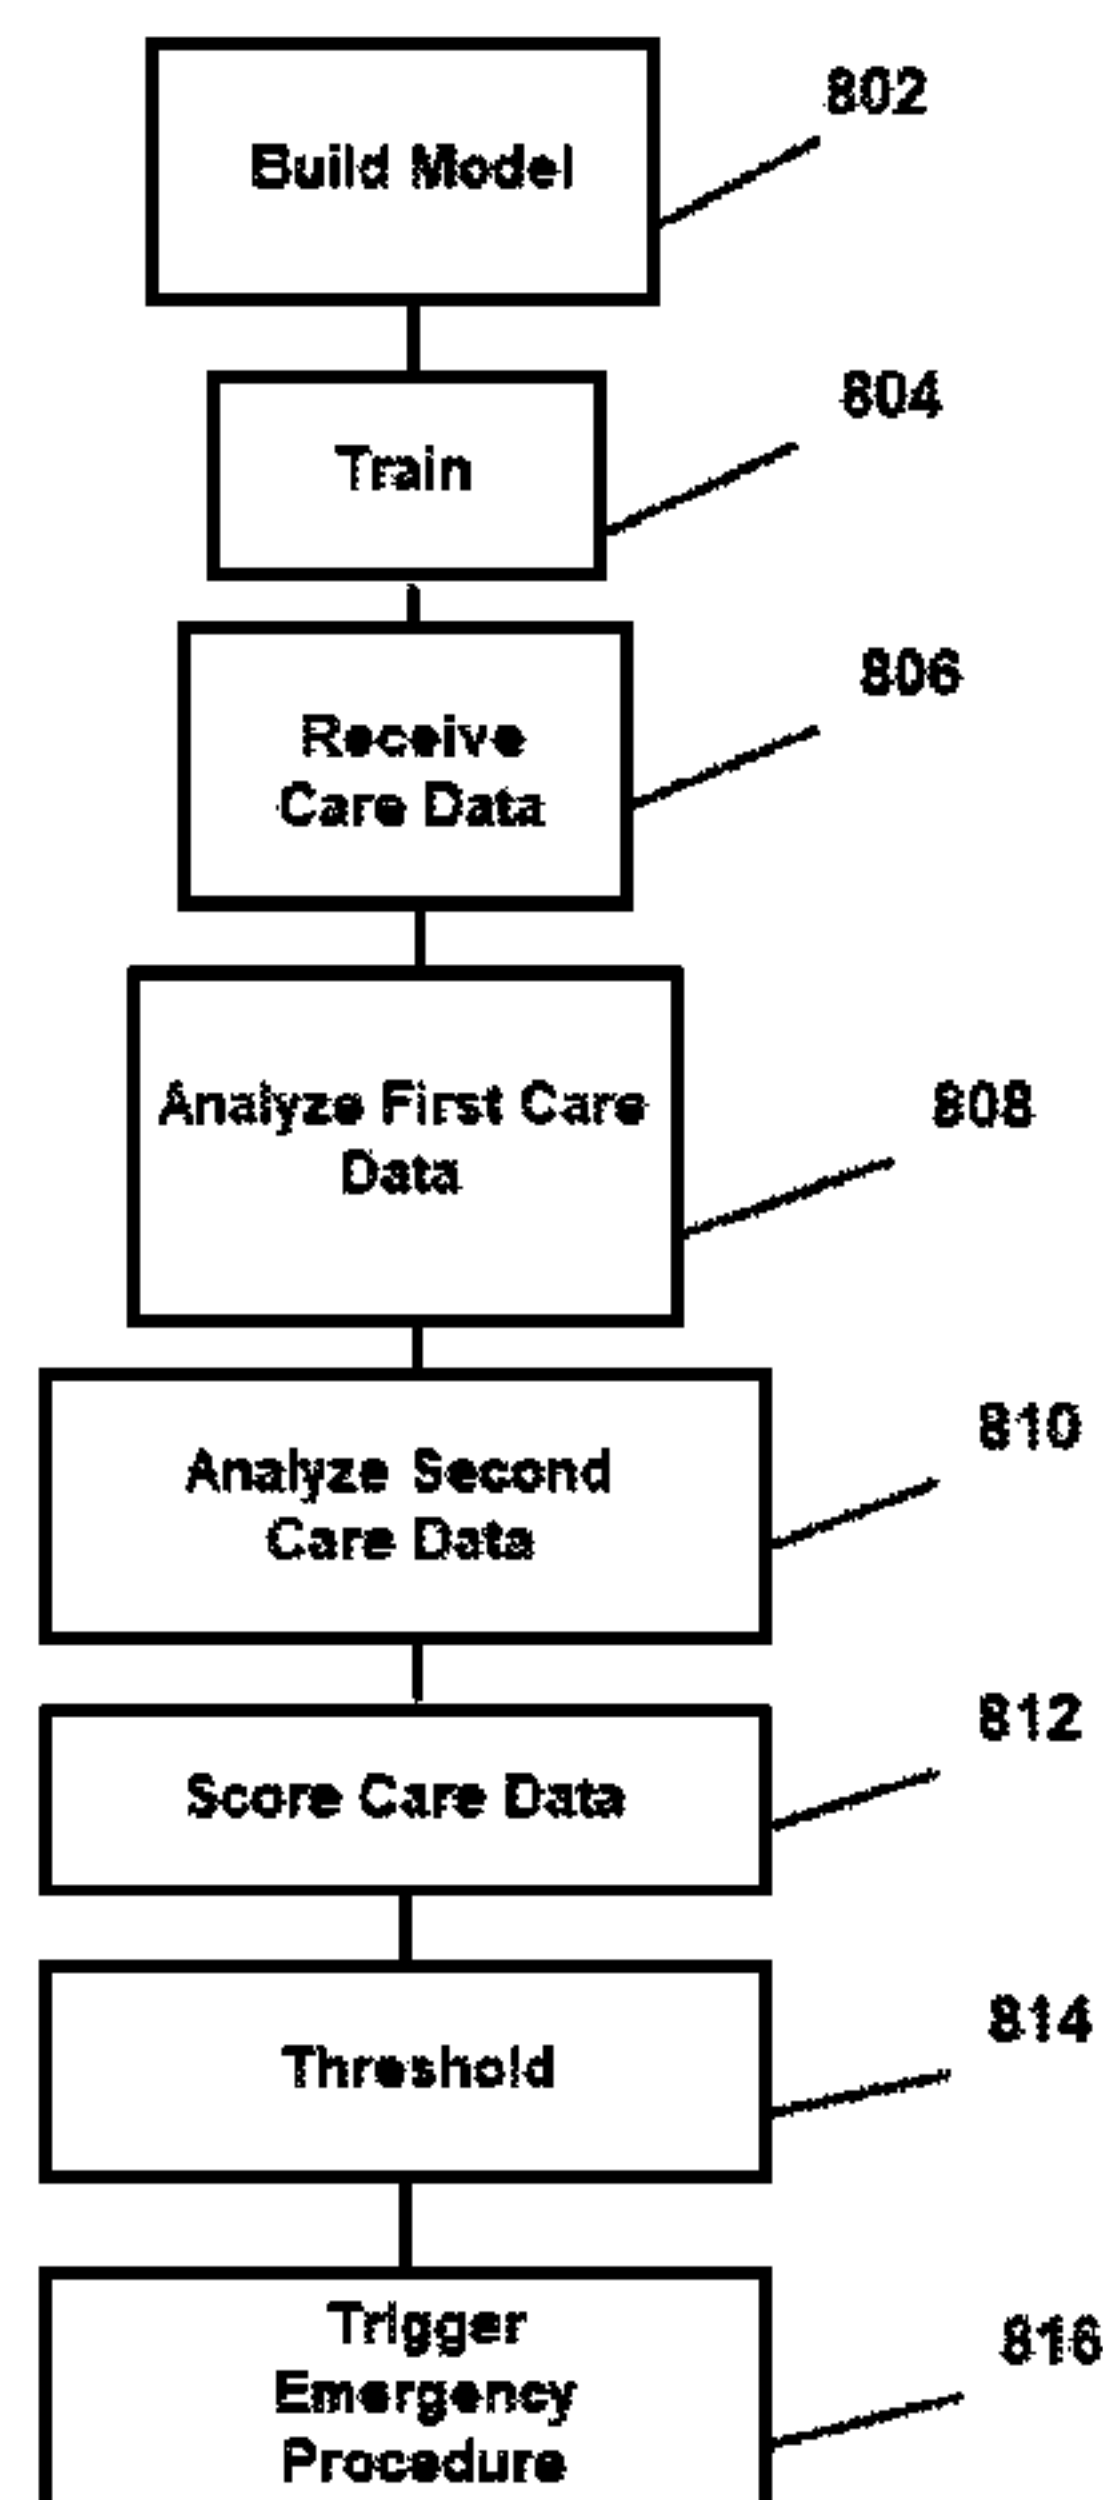 802
Build Model
804
Train
806
Receive
Care Data
808
Analyze First Care
Data
810
Analyze Second
Care Data
812
Score Care Data
814
Threshold
816
Trigger
Emergency
Procedure